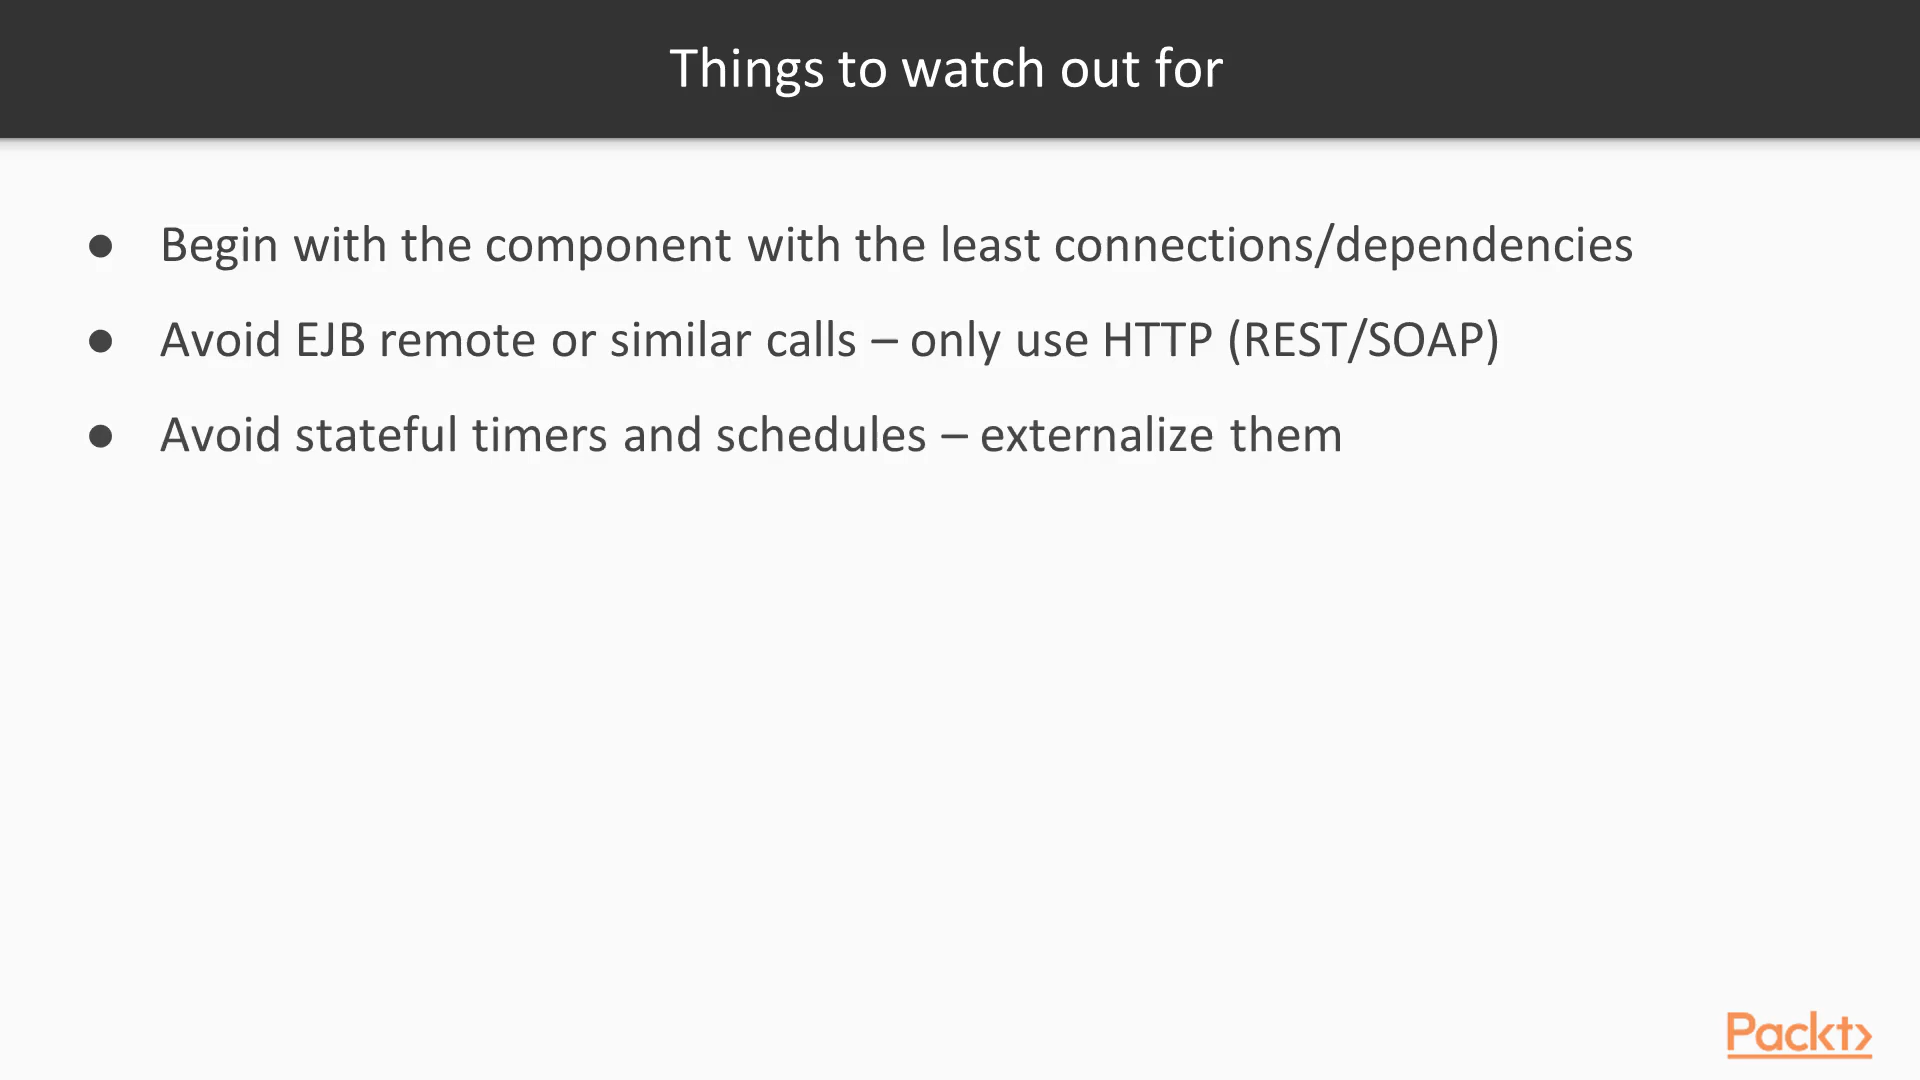 Things to watch out for
● Begin with the component with the least connections/dependencies
● Avoid EJB remote or similar calls – only use HTTP (REST/SOAP)
● Avoid stateful timers and schedules – externalize them
Packt>